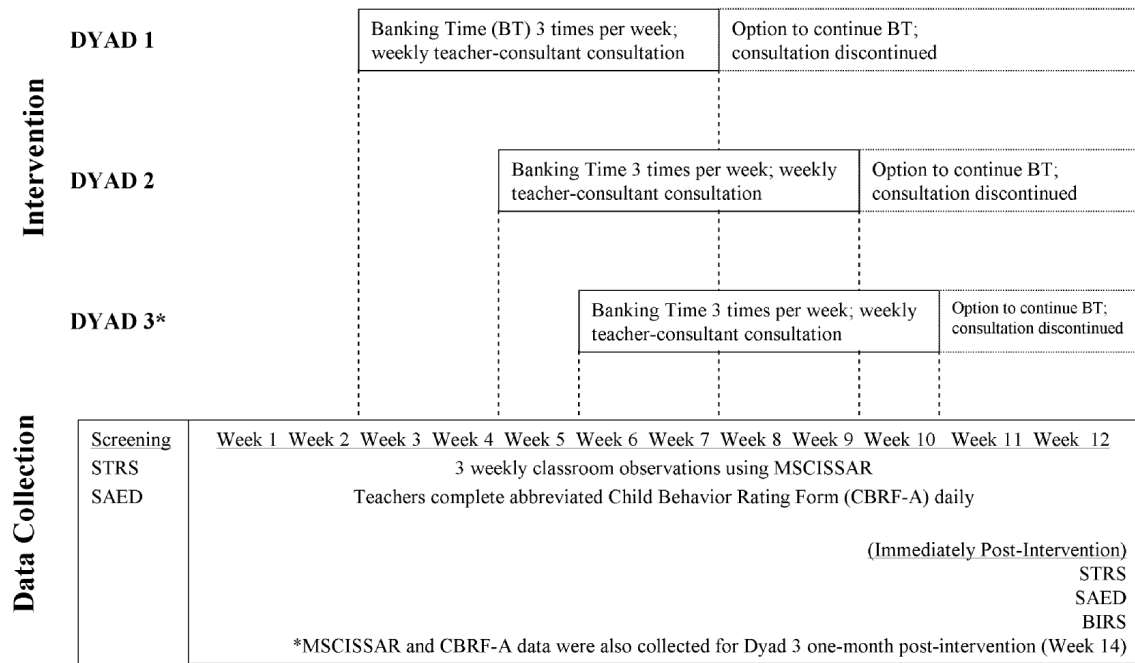 Intervention
DYAD 1
Banking Time (BT) 3 times per week;
weekly teacher-consultant consultation
Option to continue BT;
consultation discontinued
DYAD 2
Banking Time 3 times per week; weekly
teacher-consultant consultation
Option to continue BT;
consultation discontinued
DYAD 3*
Banking Time 3 times per week; weekly
teacher-consultant consultation
Option to continue BT;
consultation discontinued
Data Collection
Screening
STRS
SAED
Week 1 Week 2 Week 3 Week 4 Week 5 Week 6 Week 7 Week 8 Week 9 Week 10 Week 11 Week 12
3 weekly classroom observations using MSCISSAR
Teachers complete abbreviated Child Behavior Rating Form (CBRF-A) daily
(Immediately Post-Intervention)
STRS
SAED
BIRS
*MSCISSAR and CBRF-A data were also collected for Dyad 3 one-month post-intervention (Week 14)